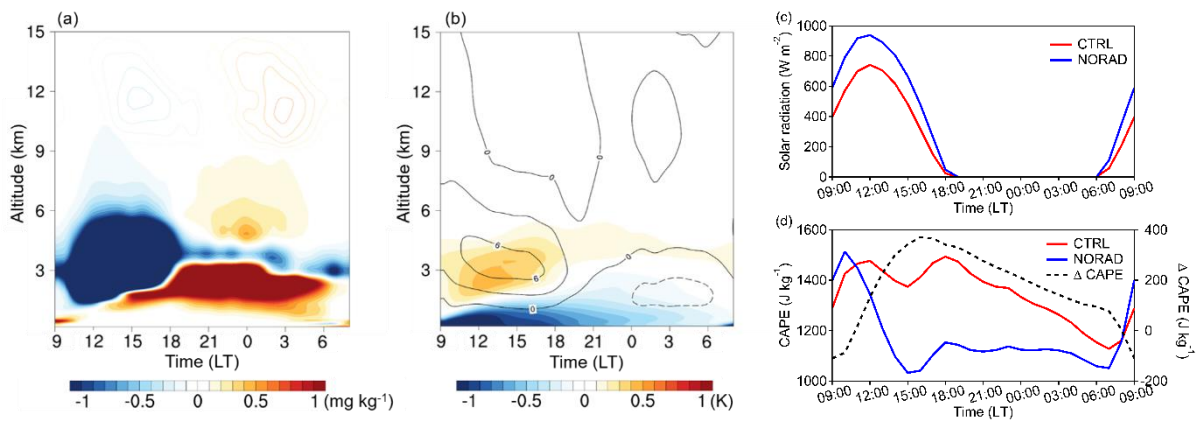 (a)
15
12
9
6
3
Altitude (km)
9 12 15 18 21 0 3 6
Time (LT)
-1 -0.5 0 0.5 1 (mg kg⁻¹)
(b)
15
12
9
6
3
Altitude (km)
0
0
0
0
6
6
0
0
9 12 15 18 21 0 3 6
Time (LT)
-1 -0.5 0 0.5 1 (K)
(c)
1000
800
600
400
200
0
Solar radiation (W m⁻²)
CTRL
NORAD
09:00 12:00 15:00 18:00 21:00 00:00 03:00 06:00 09:00
Time (LT)
(d)
1600
1400
1200
1000
CAPE (J kg⁻¹)
CTRL
NORAD
Δ CAPE
400
200
0
-200
Δ CAPE (J kg⁻¹)
09:00 12:00 15:00 18:00 21:00 00:00 03:00 06:00 09:00
Time (LT)